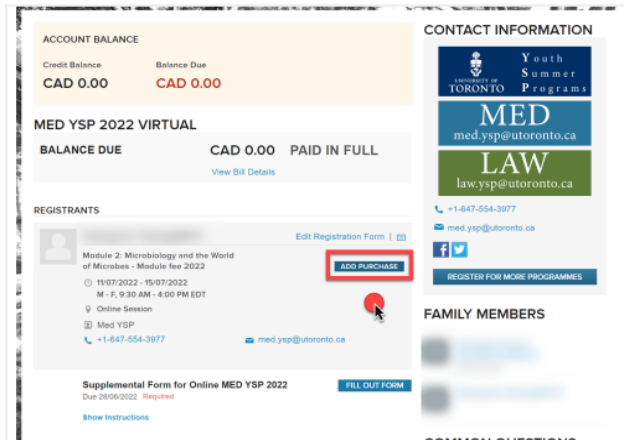 ACCOUNT BALANCE
Credit Balance
Balance Due
CAD 0.00
CAD 0.00
MED YSP 2022 VIRTUAL
BALANCE DUE
CAD 0.00 PAID IN FULL
View Bill Details
REGISTRANTS
Edit Registration Form |
Module 2: Microbiology and the World
of Microbes - Module fee 2022
ADD PURCHASE
11/07/2022 - 15/07/2022
M - F, 9:30 AM - 4:00 PM EDT
Online Session
Med YSP
+1-647-554-3977
med.ysp@utoronto.ca
Supplemental Form for Online MED YSP 2022
FILL OUT FORM
Due 28/06/2022 Required
Show Instructions
CONTACT INFORMATION
UNIVERSITY OF
TORONTO
Youth
Summer
Programs
MED
med.ysp@utoronto.ca
LAW
law.ysp@utoronto.ca
+1-647-554-3977
med.ysp@utoronto.ca
REGISTER FOR MORE PROGRAMMES
FAMILY MEMBERS
COMMON QUESTIONS